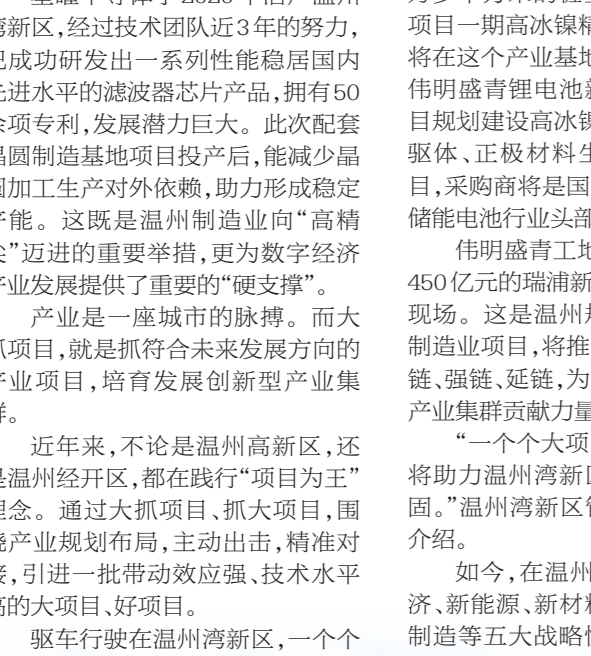 湾新区，经过技术团队近3年的努力，
已成功研发出一系列性能稳居国内
先进水平的滤波器芯片产品，拥有50
余项专利，发展潜力巨大。此次配套
晶圆制造基地项目投产后，能减少晶
圆加工生产对外依赖，助力形成稳定
产能。这既是温州制造业向“高精
尖”迈进的重要举措，更为数字经济
产业发展提供了重要的“硬支撑”。
产业是一座城市的脉搏。而大
抓项目，就是抓符合未来发展方向的
产业项目，培育发展创新型产业集
群。
近年来，不论是温州高新区，还
是温州经开区，都在践行“项目为王”
理念。通过大抓项目、抓大项目，围
绕产业规划布局，主动出击，精准对
接，引进一批带动效应强、技术水平
高的大项目、好项目。
驱车行驶在温州湾新区，一个个
项目一期高冰镍精
将在这个产业基地
伟明盛青锂电池新
目规划建设高冰镍
驱体、正极材料生
目，采购商将是国
储能电池行业头部
伟明盛青工地
450亿元的瑞浦新
现场。这是温州
制造业项目，将推
链、强链、延链，为
产业集群贡献力量
“一个个大项
将助力温州湾新区
固。”温州湾新区管
介绍。
如今，在温州
济、新能源、新材料
制造等五大战略性